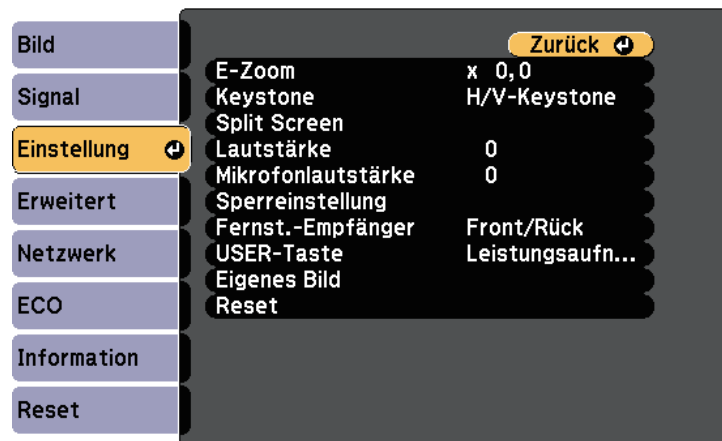 Bild
Signal
Einstellung
Erweitert
Netzwerk
ECO
Information
Reset
Zurück
E-Zoom x 0,0
Keystone H/V-Keystone
Split Screen
Lautstärke 0
Mikrofonlautstärke 0
Sperreinstellung
Fernst.-Empfänger Front/Rück
USER-Taste Leistungsaufn...
Eigenes Bild
Reset